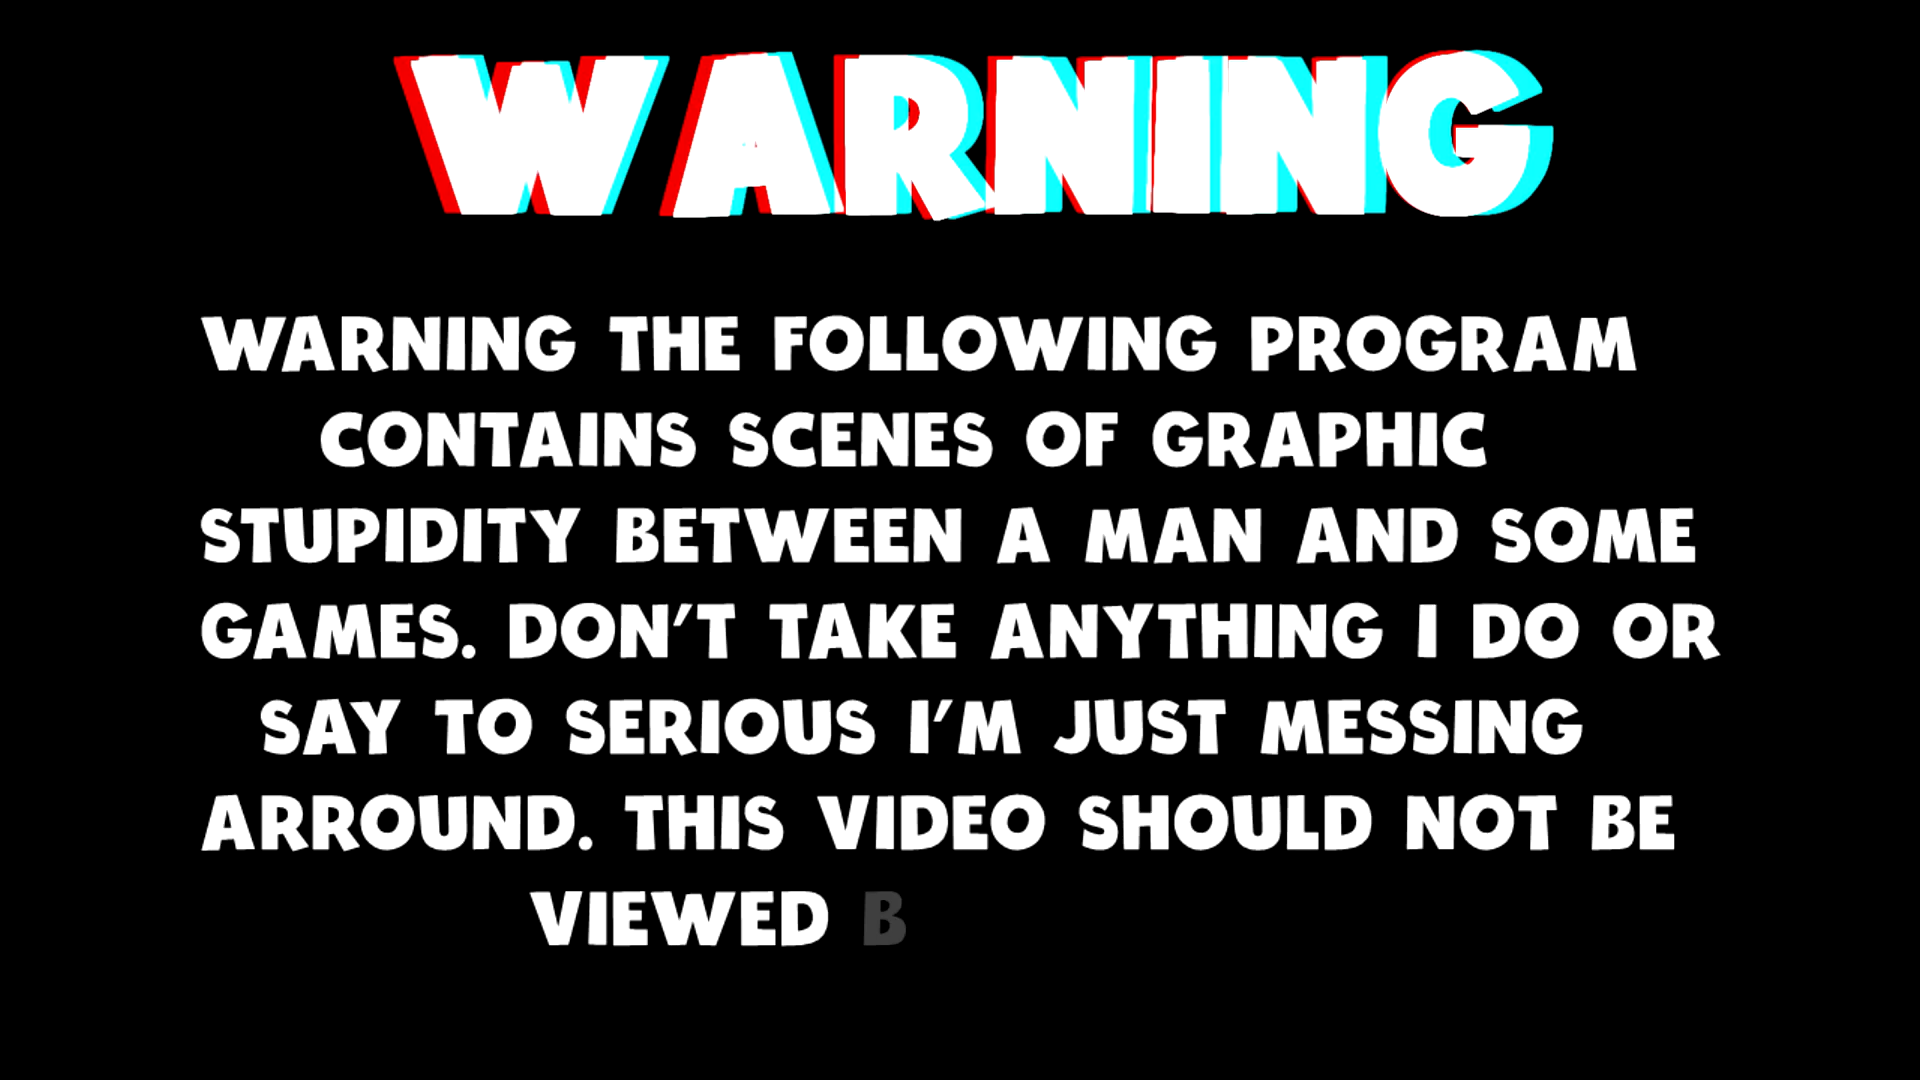 WARNING
WARNING THE FOLLOWING PROGRAM
CONTAINS SCENES OF GRAPHIC
STUPIDITY BETWEEN A MAN AND SOME
GAMES. DON'T TAKE ANYTHING I DO OR
SAY TO SERIOUS I'M JUST MESSING
ARROUND. THIS VIDEO SHOULD NOT BE
VIEWED B